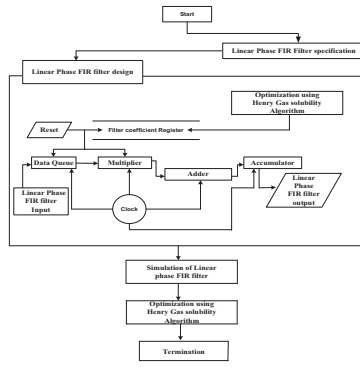 Start
Linear Phase FIR Filter specification
Linear Phase FIR filter design
Optimization using
Henry Gas solubility
Algorithm
Reset
Filter coefficient Register
Data Queue
Multiplier
Adder
Accumulator
Linear Phase
FIR filter
Input
Clock
Linear
Phase
FIR filter
output
Simulation of Linear
phase FIR filter
Optimization using
Henry Gas solubility
Algorithm
Termination